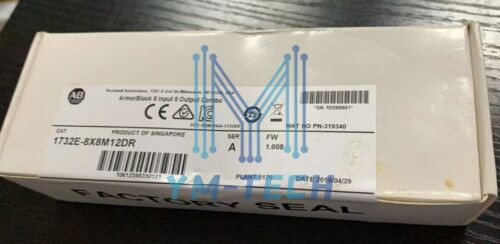 AB
Rockwell Automation, 1201 S 2nd St, Milwaukee, WI 53204, USA
ArmorBlock 8 Input 8 Output Combo
"SN 70295851"
MAT NO PN-319340
CAT
PRODUCT OF SINGAPORE
SER
FW
1732E-8X8M12DR
A
1.008
10612598350121
PLANT 5170
DATE 2019/04/29
YM-TECH
FACTORY SEAL